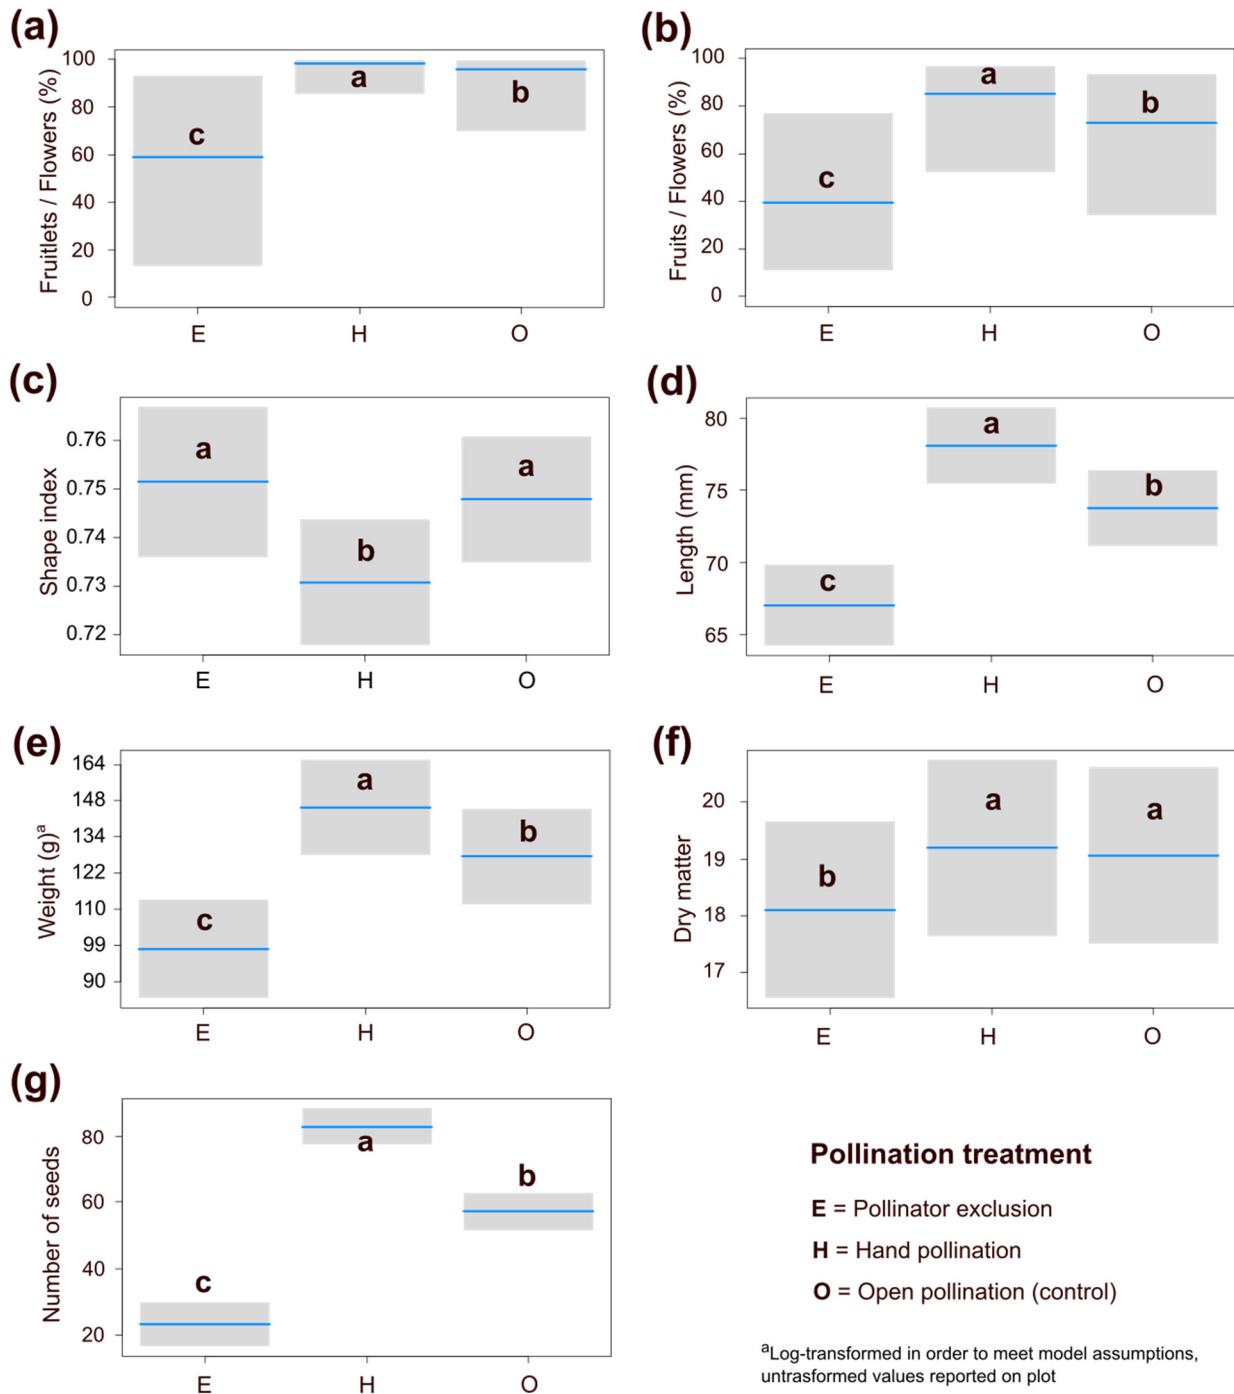 (a)
Fruitlets / Flowers (%)
100
80
60
40
20
0
c
a
b
E H O
(b)
Fruits / Flowers (%)
100
80
60
40
20
0
c
a
b
E H O
(c)
Shape index
0.76
0.75
0.74
0.73
0.72
a
b
a
E H O
(d)
Length (mm)
80
75
70
65
c
a
b
E H O
(e)
Weight (g)a
164
148
134
122
110
99
90
c
a
b
E H O
(f)
Dry matter
20
19
18
17
b
a
a
E H O
(g)
Number of seeds
80
60
40
20
c
a
b
E H O
Pollination treatment
E = Pollinator exclusion
H = Hand pollination
O = Open pollination (control)
aLog-transformed in order to meet model assumptions,
untrasformed values reported on plot